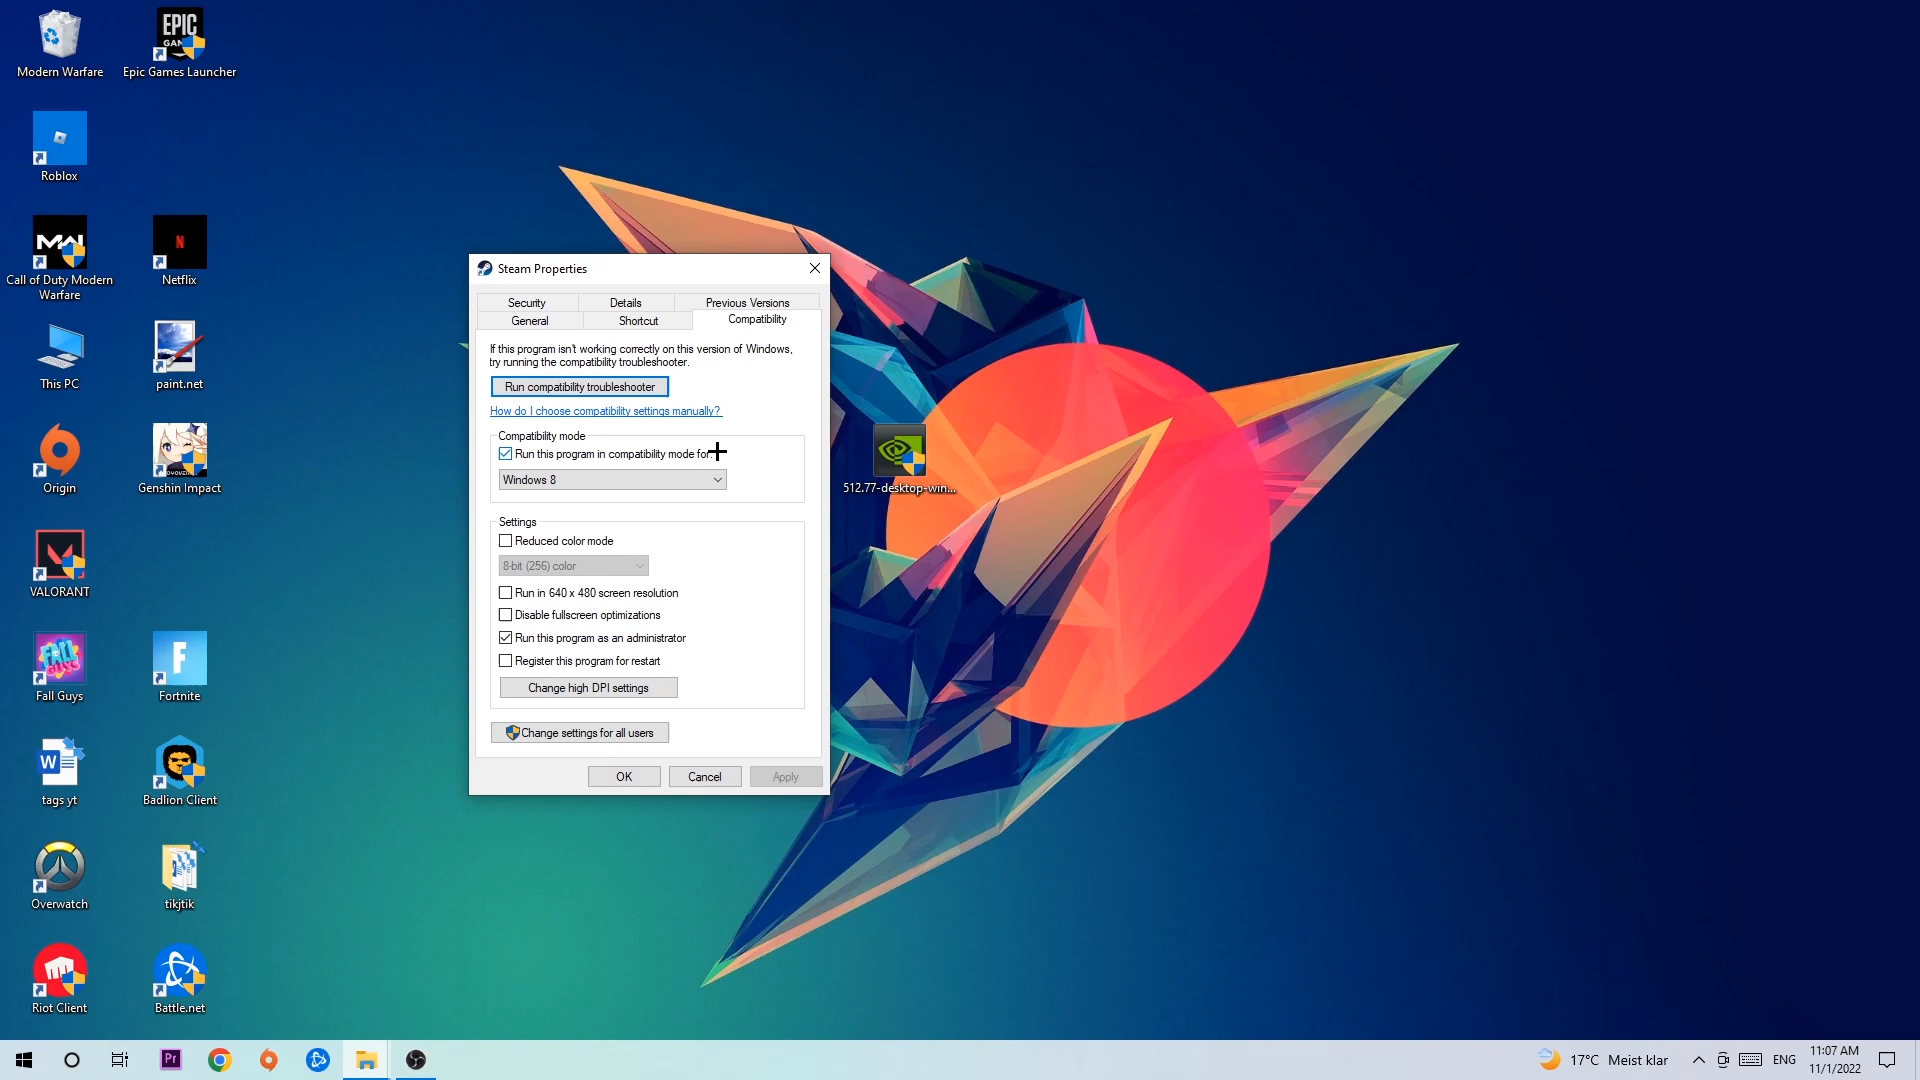 Modern Warfare
EPIC
GAMES
Epic Games Launcher
Roblox
MW
Call of Duty Modern
Warfare
N
Netflix
This PC
paint.net
Origin
Genshin Impact
VALORANT
FALL
GUYS
Fall Guys
F
Fortnite
W
tags yt
Badlion Client
Overwatch
tikjtik
Riot Client
Battle.net
Steam Properties
Security
Details
Previous Versions
General
Shortcut
Compatibility
If this program isn't working correctly on this version of Windows,
try running the compatibility troubleshooter.
Run compatibility troubleshooter
How do I choose compatibility settings manually?
Compatibility mode
Run this program in compatibility mode for:
Windows 8
Settings
Reduced color mode
8-bit (256) color
Run in 640 x 480 screen resolution
Disable fullscreen optimizations
Run this program as an administrator
Register this program for restart
Change high DPI settings
Change settings for all users
OK
Cancel
Apply
512.77-desktop-win...
Pr
17°C Meist klar
ENG
11:07 AM
11/1/2022